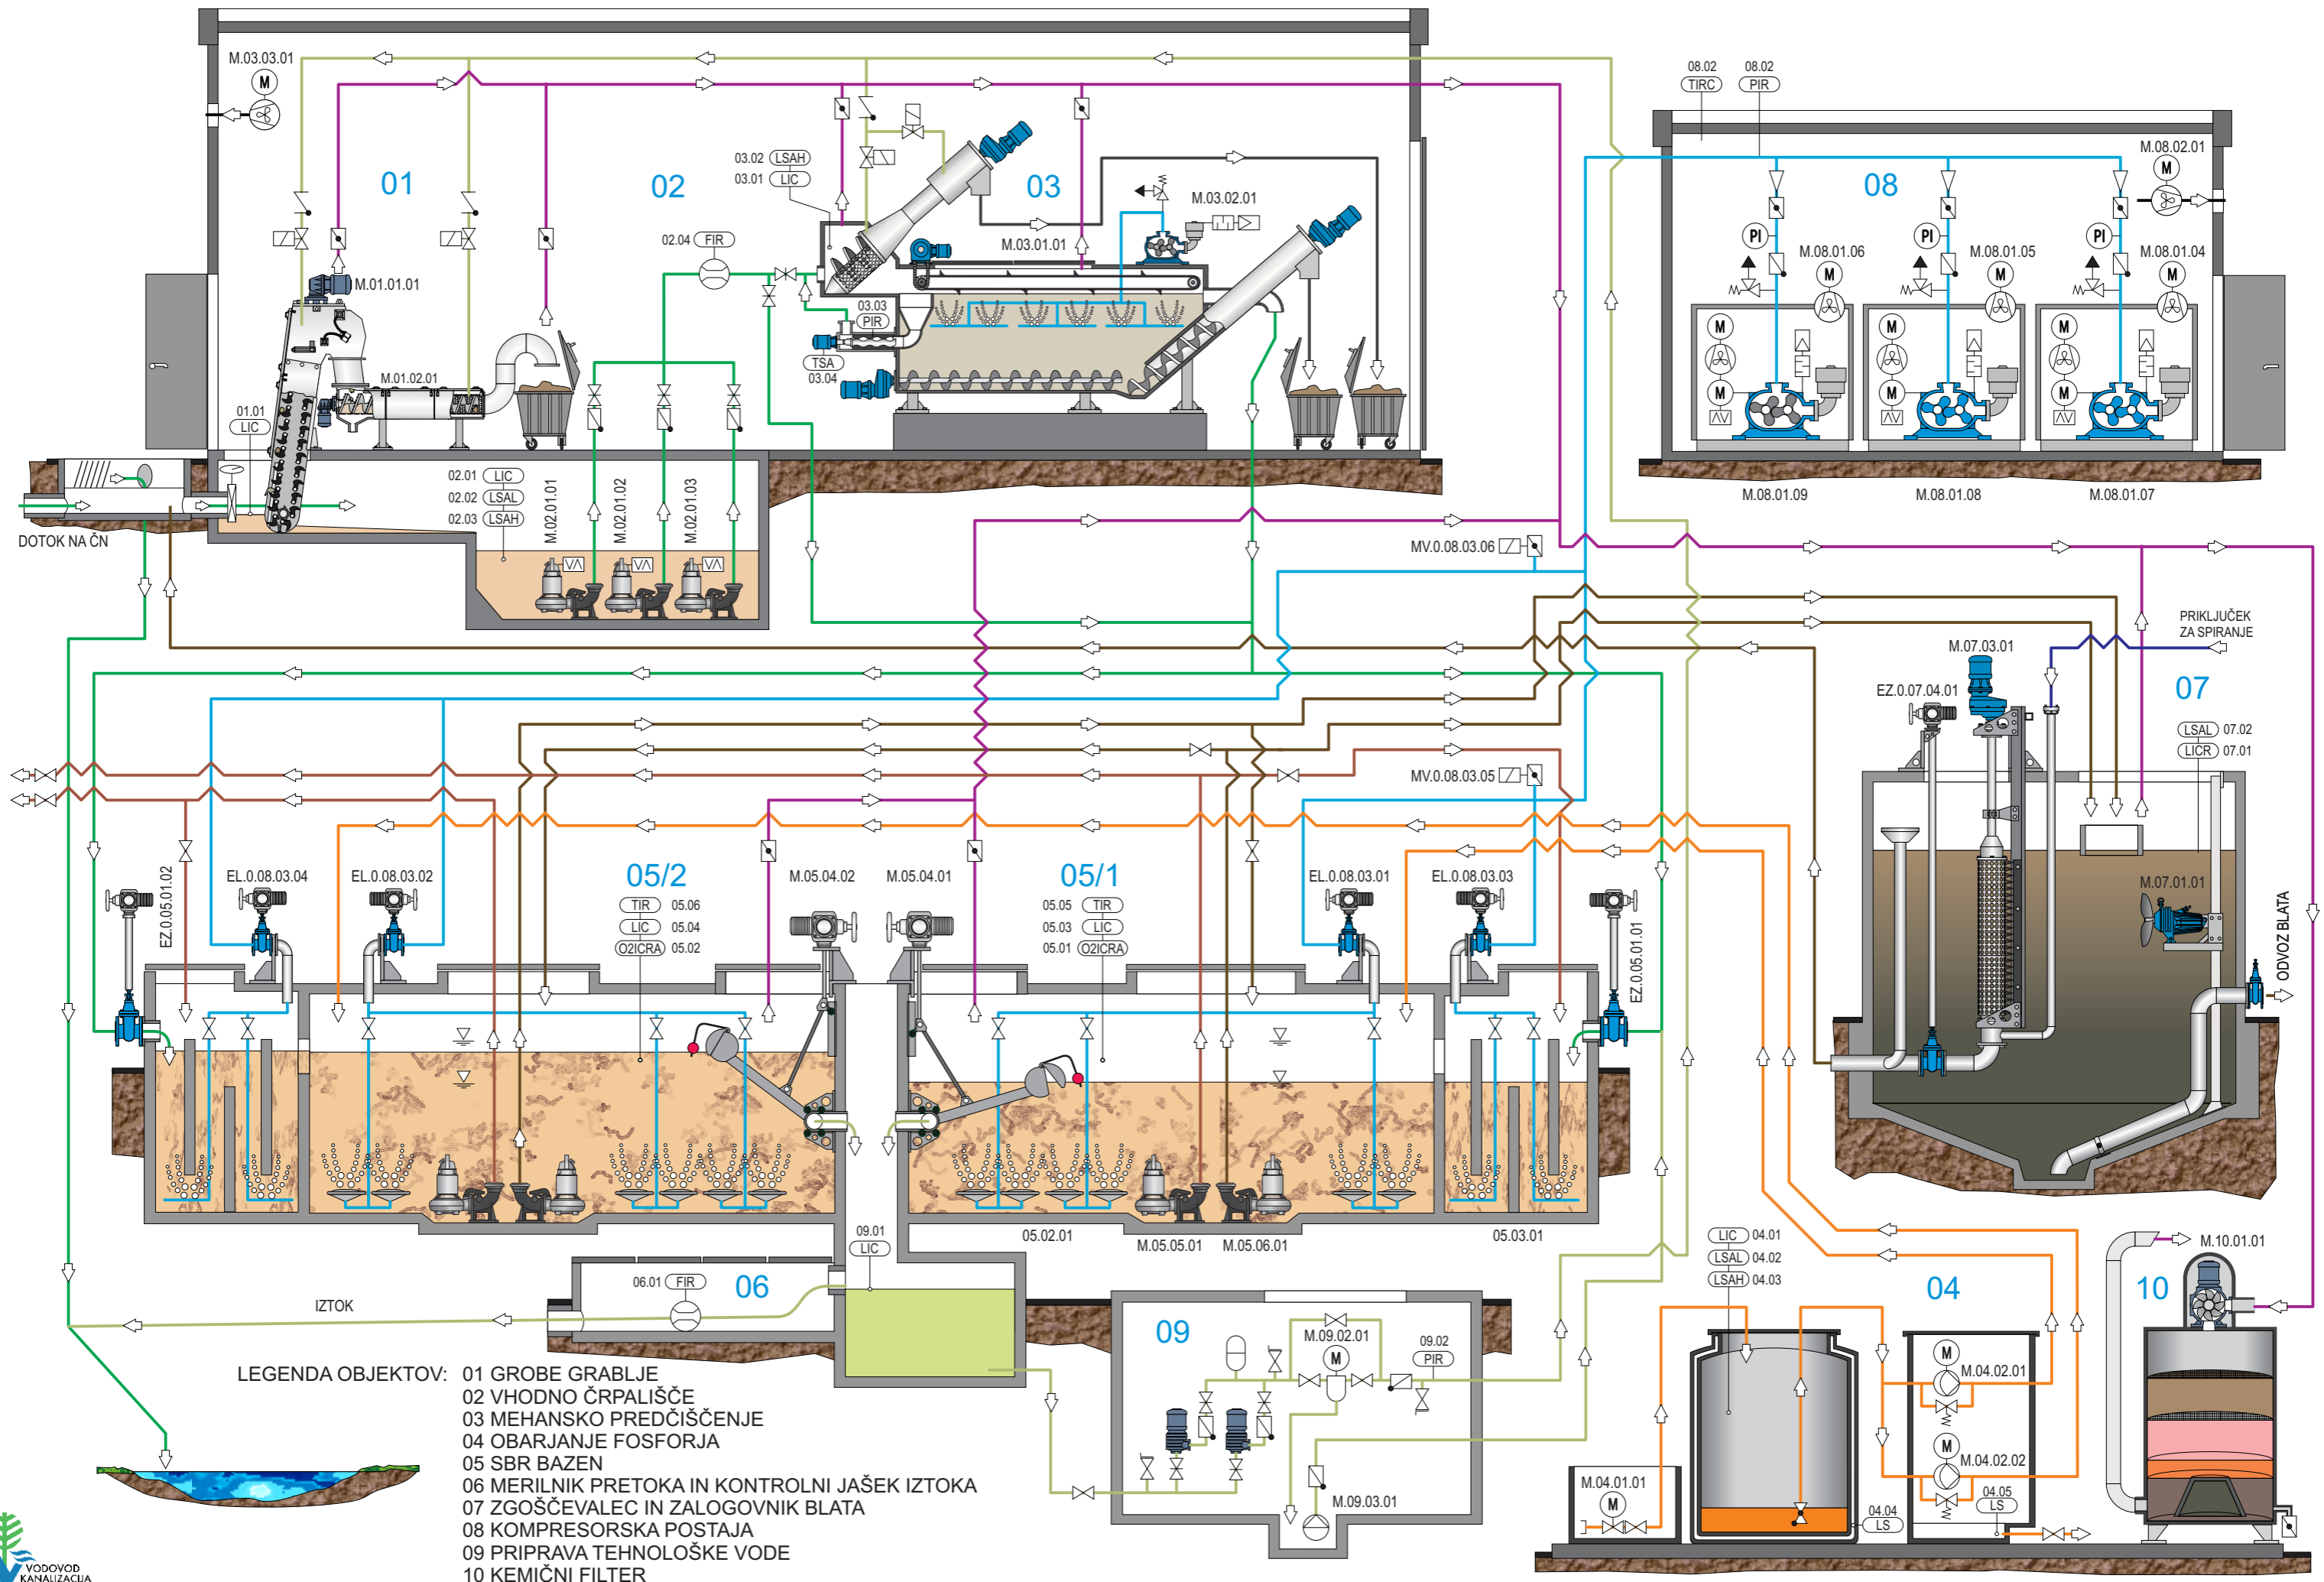 M.03.03.01
M
01
M.01.01.01
M.01.02.01
01.01
LIC
DOTOK NA ČN
02
02.04 FIR
02.01 LIC
02.02 LSAL
02.03 LSAH
M.02.01.01
M.02.01.02
M.02.01.03
03.02 LSAH
03.01 LIC
03
M.03.02.01
M.03.01.01
03.03
PIR
TSA
03.04
08.02
TIRC
08.02
PIR
08
M.08.02.01
M
PI
PI
PI
M.08.01.06
M
M.08.01.05
M
M.08.01.04
M
M
M
M
M
M
M
M.08.01.09
M.08.01.08
M.08.01.07
MV.0.08.03.06
MV.0.08.03.05
PRIKLJUČEK
ZA SPIRANJE
M.07.03.01
EZ.0.07.04.01
07
LSAL 07.02
LICR 07.01
M.07.01.01
ODVOZ BLATA
EZ.0.05.01.02
EL.0.08.03.04
EL.0.08.03.02
05/2
TIR 05.06
LIC 05.04
O2ICRA 05.02
M.05.04.02
M.05.04.01
05/1
05.05 TIR
05.03 LIC
05.01 O2ICRA
EL.0.08.03.01
EL.0.08.03.03
EZ.0.05.01.01
05.02.01
M.05.05.01
M.05.06.01
05.03.01
09.01
LIC
06.01 FIR
06
IZTOK
09
M.09.02.01
M
09.02
PIR
M.09.03.01
LIC 04.01
LSAL 04.02
LSAH 04.03
04
M
M.04.02.01
M
M.04.02.02
M.04.01.01
M
04.04
LS
04.05
LS
10
M.10.01.01
LEGENDA OBJEKTOV:
01 GROBE GRABLJE
02 VHODNO ČRPALIŠČE
03 MEHANSKO PREDČIŠČENJE
04 OBARJANJE FOSFORJA
05 SBR BAZEN
06 MERILNIK PRETOKA IN KONTROLNI JAŠEK IZTOKA
07 ZGOŠČEVALEC IN ZALOGOVNIK BLATA
08 KOMPRESORSKA POSTAJA
09 PRIPRAVA TEHNOLOŠKE VODE
10 KEMIČNI FILTER
VODOVOD
KANALIZACIJA